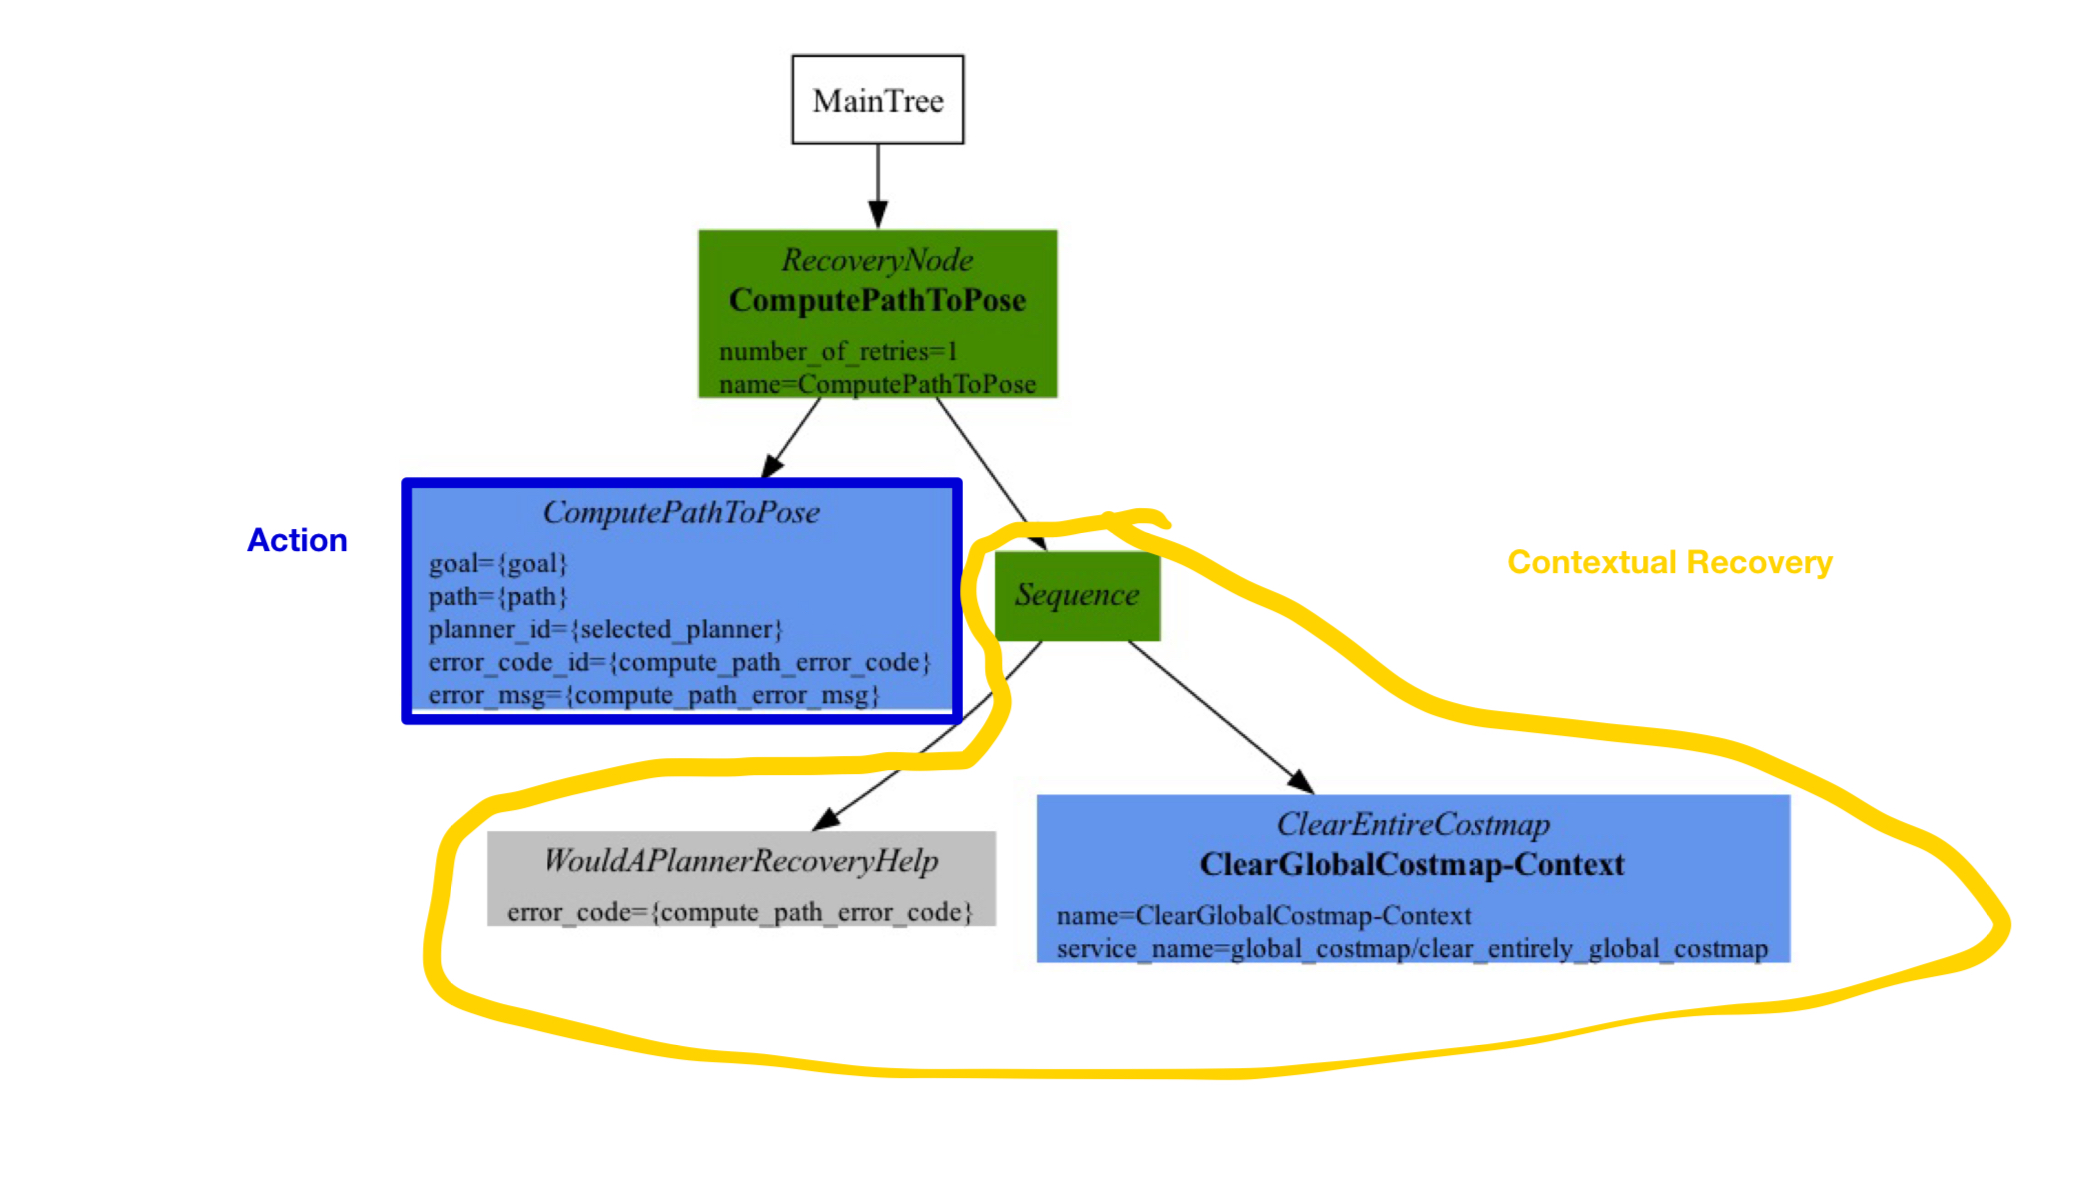 MainTree
RecoveryNode
ComputePathToPose
number_of_retries=1
name=ComputePathToPose
Action
ComputePathToPose
goal={goal}
path={path}
planner_id={selected_planner}
error_code_id={compute_path_error_code}
error_msg={compute_path_error_msg}
Sequence
Contextual Recovery
WouldAPlannerRecoveryHelp
error_code={compute_path_error_code}
ClearEntireCostmap
ClearGlobalCostmap-Context
name=ClearGlobalCostmap-Context
service_name=global_costmap/clear_entirely_global_costmap